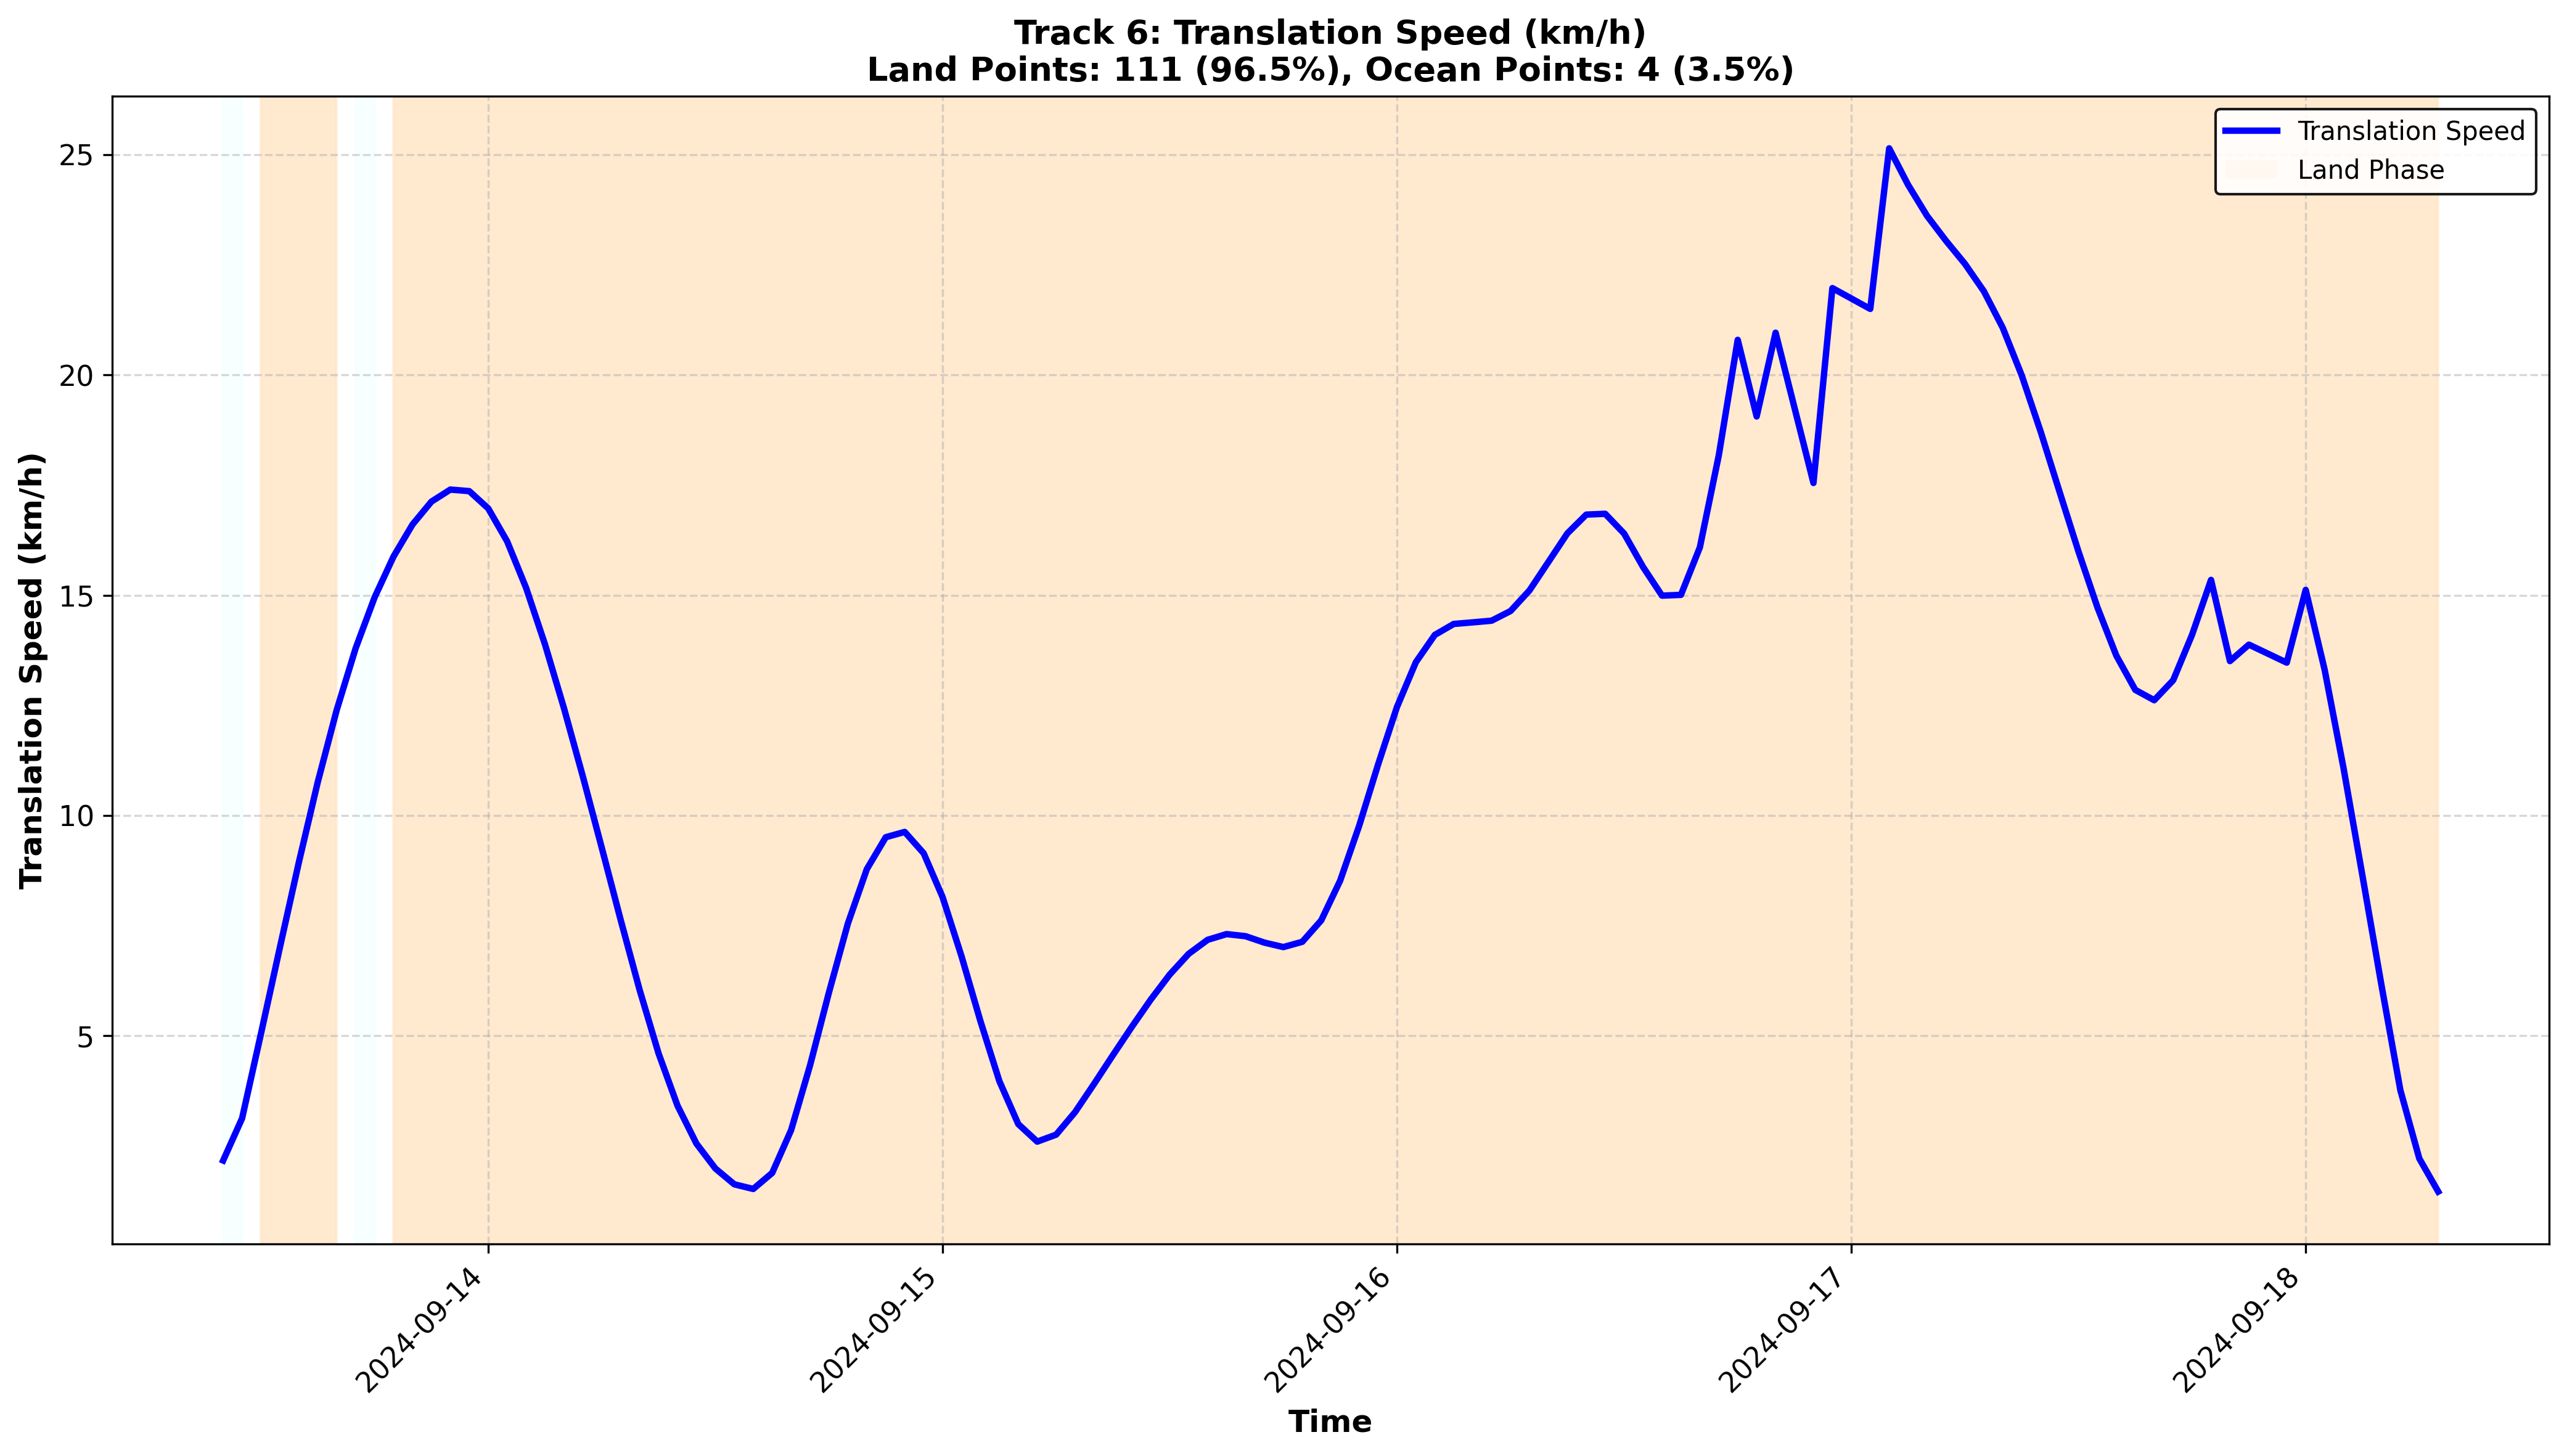 Track 6: Translation Speed (km/h)
Land Points: 111 (96.5%), Ocean Points: 4 (3.5%)
Translation Speed
Land Phase
Translation Speed (km/h)
25
20
15
10
5
2024-09-14
2024-09-15
2024-09-16
2024-09-17
2024-09-18
Time